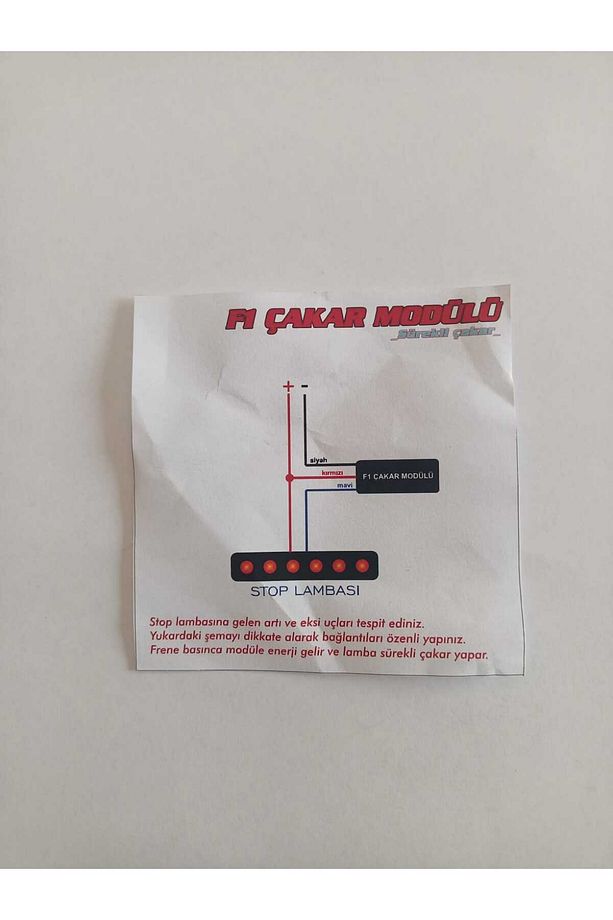 F1 ÇAKAR MODÜLÜ
_Sürekli çakar_
+ -
siyah
kırmızı
F1 ÇAKAR MODÜLÜ
mavi
STOP LAMBASI
Stop lambasına gelen artı ve eksi uçları tespit ediniz.
Yukardaki şemayı dikkate alarak bağlantıları özenli yapınız.
Frene basınca modüle enerji gelir ve lamba sürekli çakar yapar.